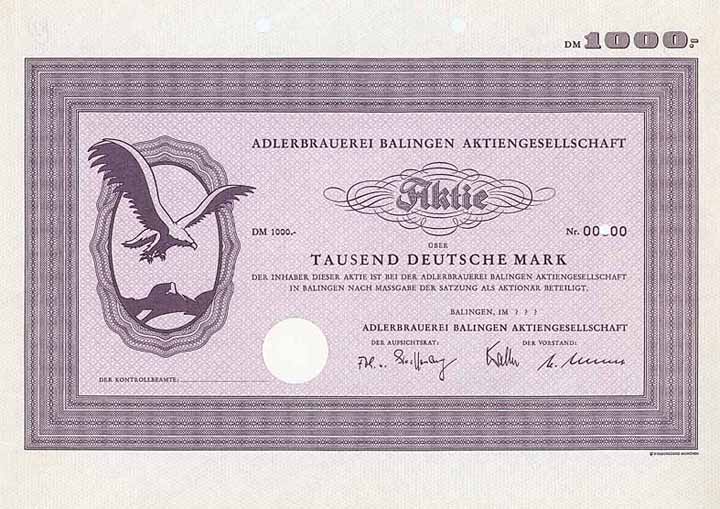 DM 1000.-
ADLERBRAUEREI BALINGEN AKTIENGESELLSCHAFT
Aktie
DM 1000.- Nr. 00000
ÜBER
TAUSEND DEUTSCHE MARK
DER INHABER DIESER AKTIE IST BEI DER ADLERBRAUEREI BALINGEN AKTIENGESELLSCHAFT
IN BALINGEN NACH MASSGABE DER SATZUNG ALS AKTIONÄR BETEILIGT.
BALINGEN, IM ? ? ?
ADLERBRAUEREI BALINGEN AKTIENGESELLSCHAFT
DER AUFSICHTSRAT: DER VORSTAND:
DER KONTROLLBEAMTE: